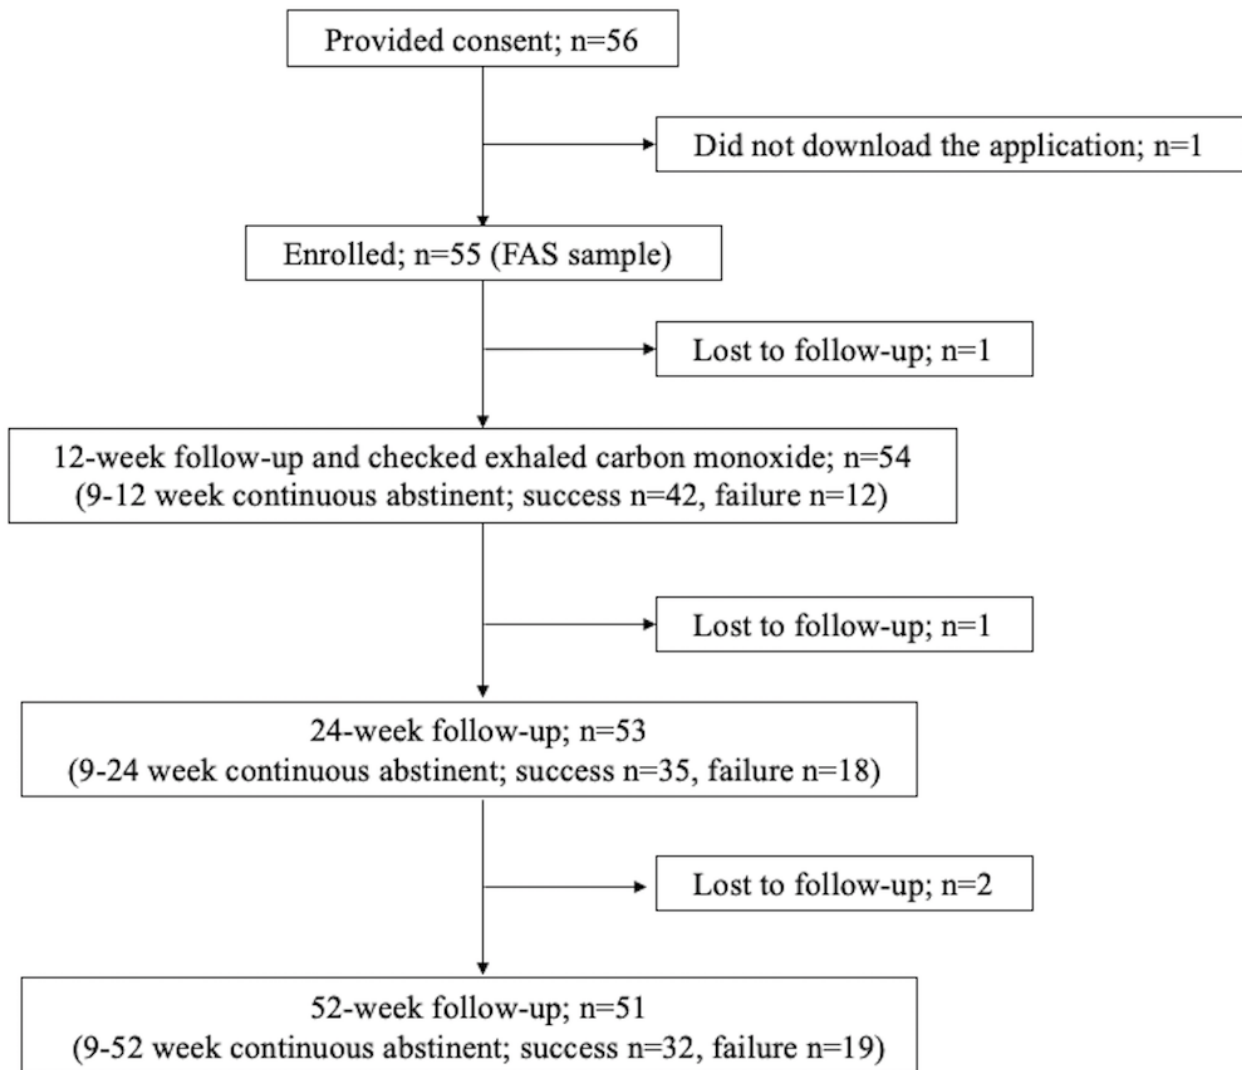 Provided consent; n=56
Did not download the application; n=1
Enrolled; n=55 (FAS sample)
Lost to follow-up; n=1
12-week follow-up and checked exhaled carbon monoxide; n=54
(9-12 week continuous abstinent; success n=42, failure n=12)
Lost to follow-up; n=1
24-week follow-up; n=53
(9-24 week continuous abstinent; success n=35, failure n=18)
Lost to follow-up; n=2
52-week follow-up; n=51
(9-52 week continuous abstinent; success n=32, failure n=19)